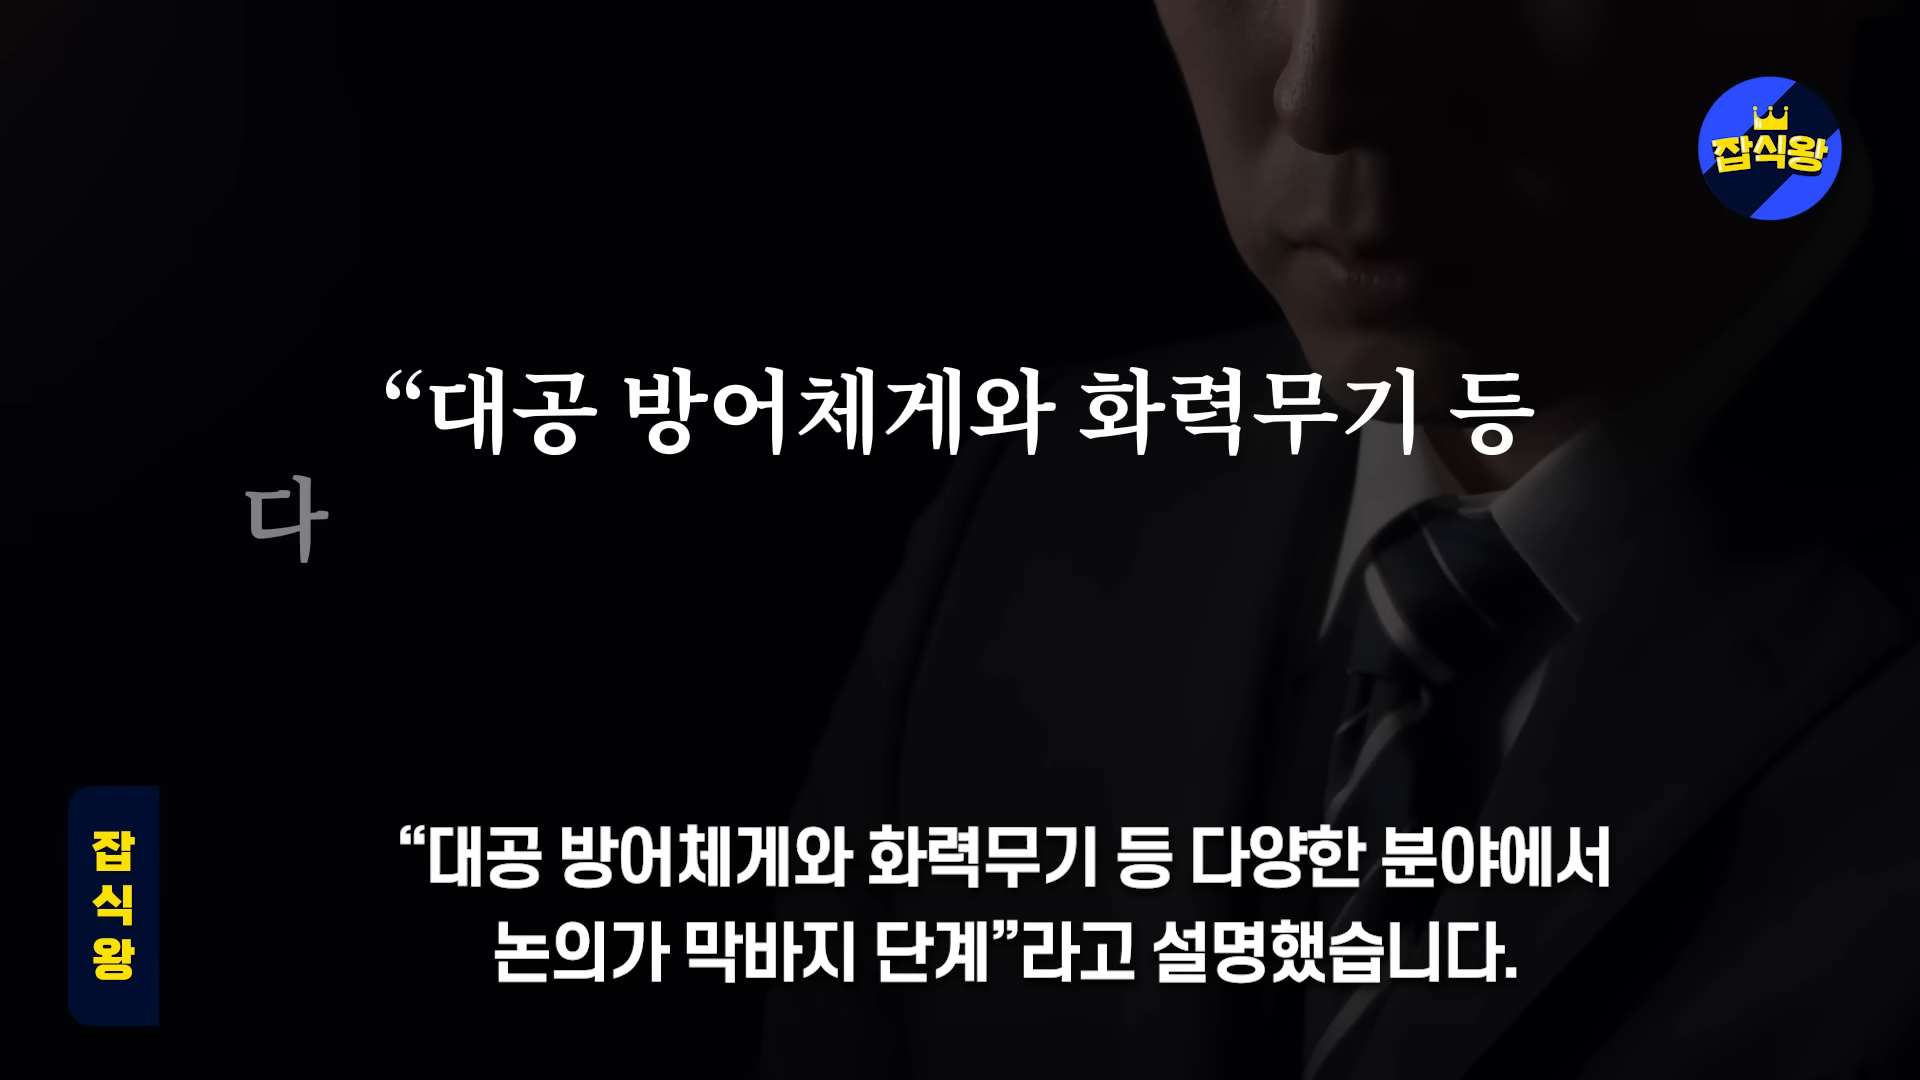 잡식왕
“대공 방어체게와 화력무기 등
다
잡
식
왕
“대공 방어체게와 화력무기 등 다양한 분야에서
논의가 막바지 단계”라고 설명했습니다.